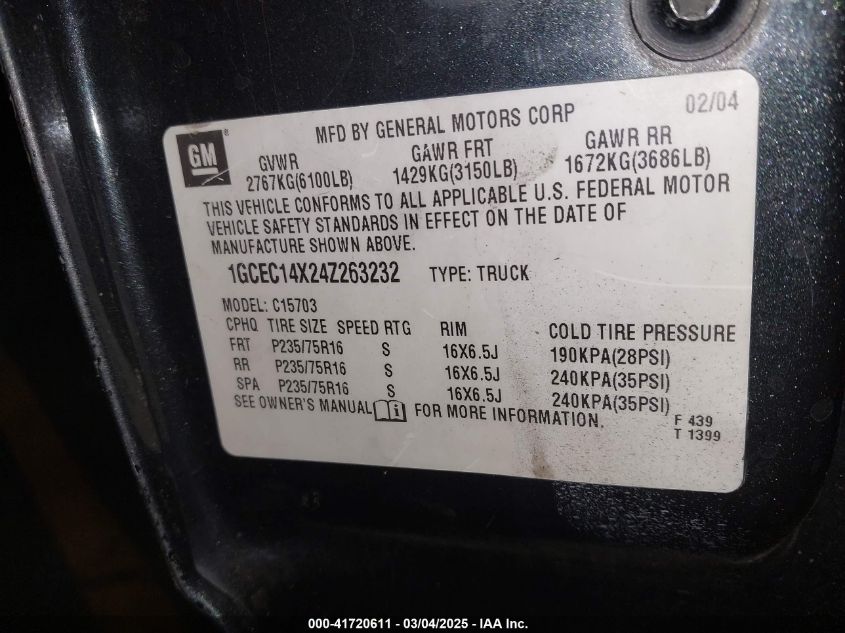 02/04
GM
MFD BY GENERAL MOTORS CORP
GVWR GAWR FRT GAWR RR
2767KG(6100LB) 1429KG(3150LB) 1672KG(3686LB)
THIS VEHICLE CONFORMS TO ALL APPLICABLE U.S. FEDERAL MOTOR
VEHICLE SAFETY STANDARDS IN EFFECT ON THE DATE OF
MANUFACTURE SHOWN ABOVE.
1GCEC14X24Z263232 TYPE: TRUCK
MODEL: C15703
CPHQ TIRE SIZE SPEED RTG RIM COLD TIRE PRESSURE
FRT P235/75R16 S 16X6.5J 190KPA(28PSI)
RR P235/75R16 S 16X6.5J 240KPA(35PSI)
SPA P235/75R16 S 16X6.5J 240KPA(35PSI)
SEE OWNER'S MANUAL i FOR MORE INFORMATION.
F 439
T 1399
000-41720611 - 03/04/2025 - IAA Inc.